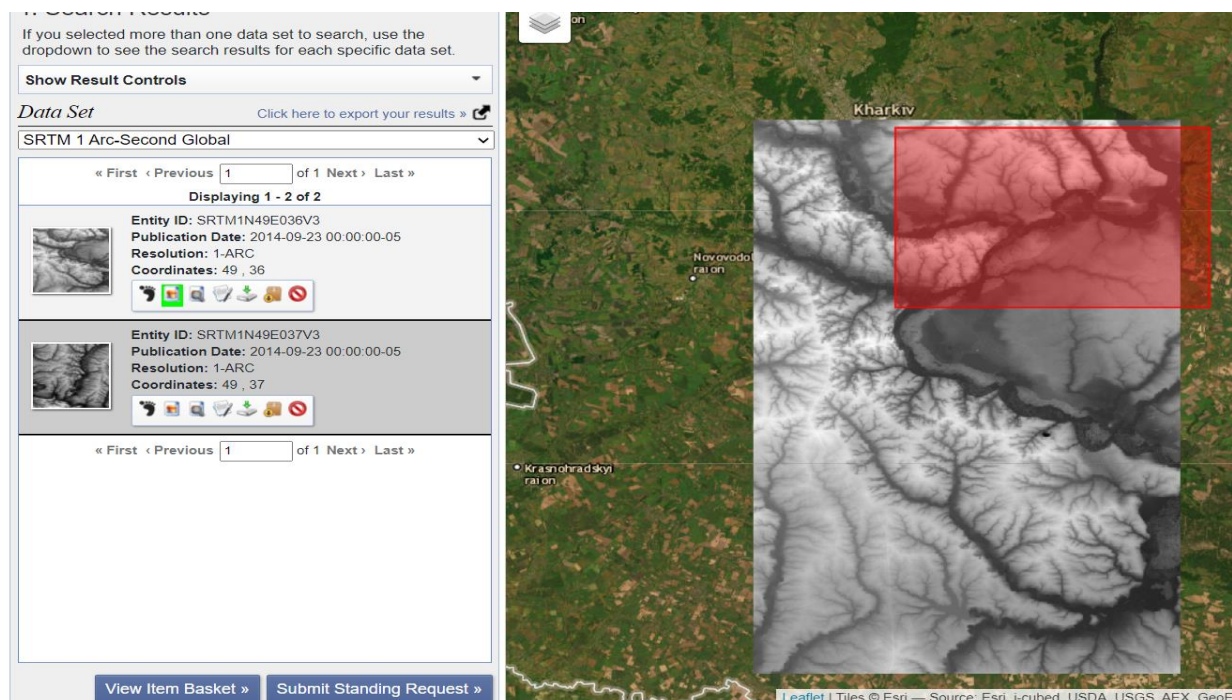 If you selected more than one data set to search, use the
dropdown to see the search results for each specific data set.
Show Result Controls
Data Set
Click here to export your results »
SRTM 1 Arc-Second Global
« First ‹ Previous 1 of 1 Next › Last »
Displaying 1 - 2 of 2
Entity ID: SRTM1N49E036V3
Publication Date: 2014-09-23 00:00:00-05
Resolution: 1-ARC
Coordinates: 49 , 36
Entity ID: SRTM1N49E037V3
Publication Date: 2014-09-23 00:00:00-05
Resolution: 1-ARC
Coordinates: 49 , 37
« First ‹ Previous 1 of 1 Next › Last »
View Item Basket »
Submit Standing Request »
on
Kharkiv
raion
Krasnohradskyi
raion
Leaflet | Tiles © Esri — Source: Esri, i-cubed, USDA, USGS, AEX,